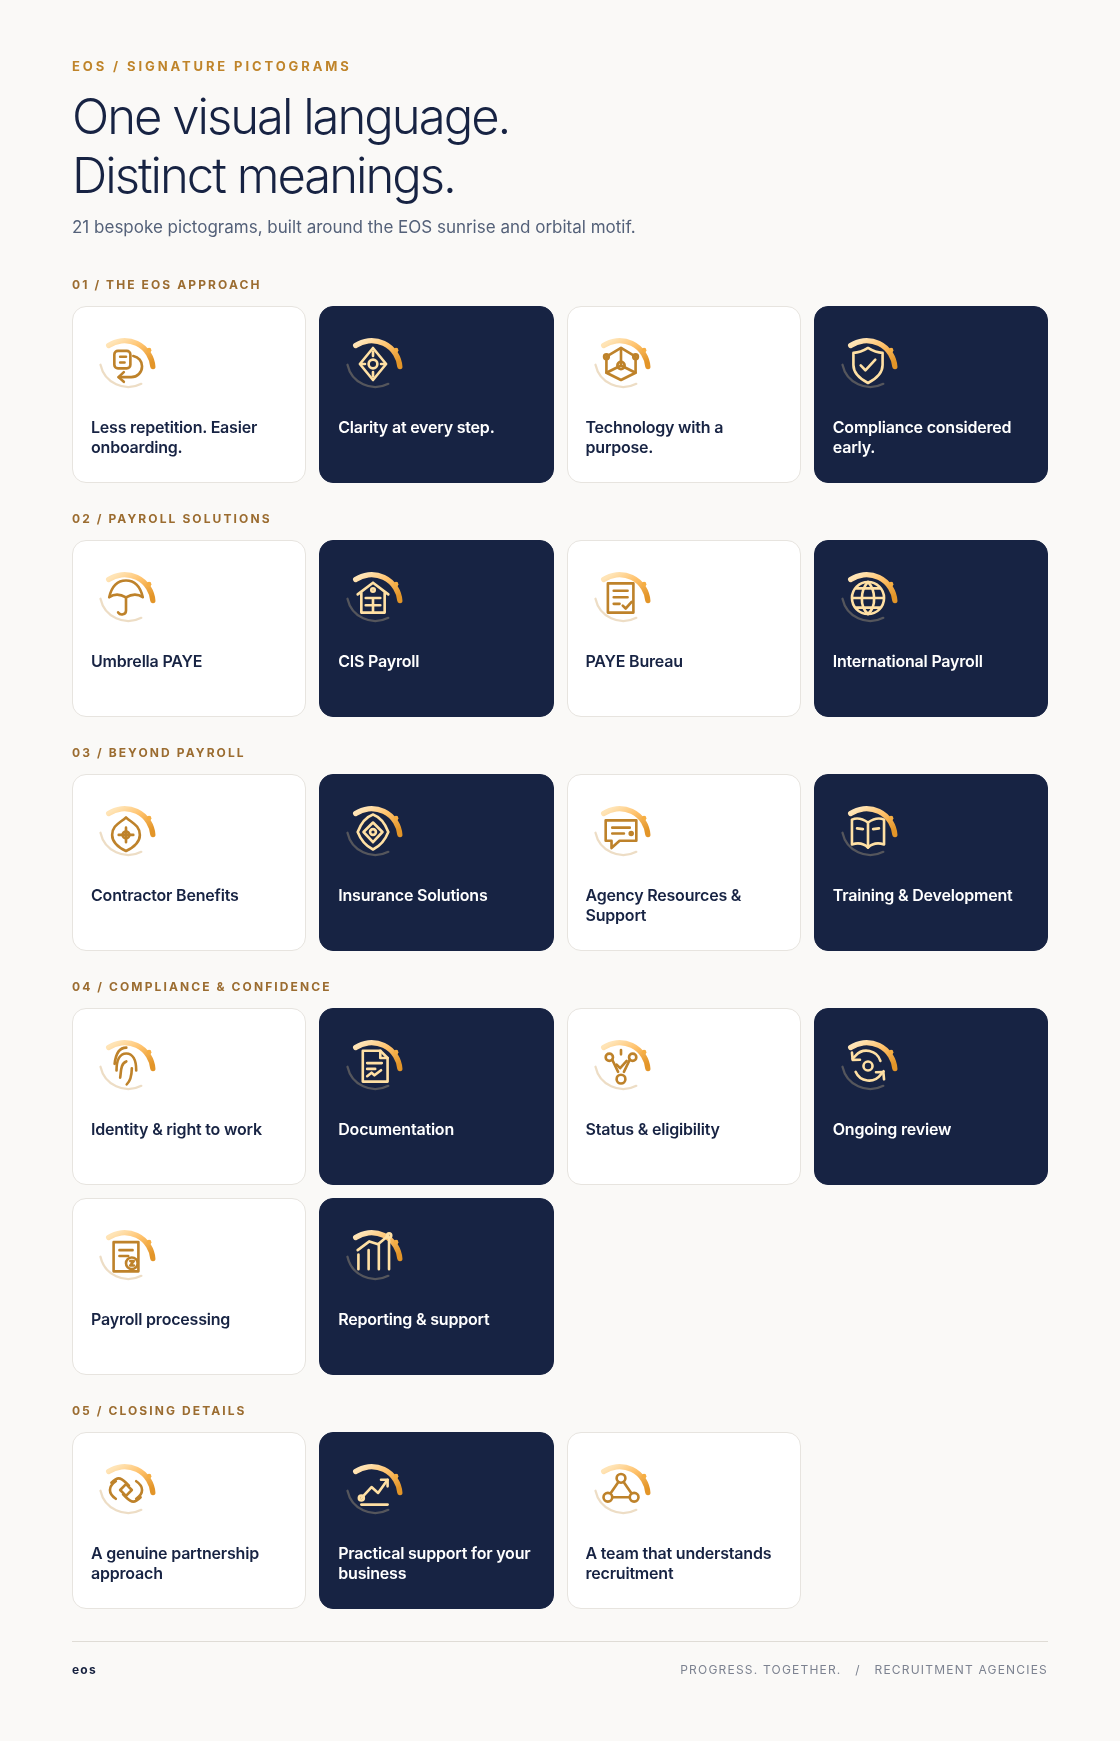 EOS / SIGNATURE PICTOGRAMS
One visual language.
Distinct meanings.
21 bespoke pictograms, built around the EOS sunrise and orbital motif.
01 / THE EOS APPROACH
Less repetition. Easier
onboarding.
Clarity at every step.
Technology with a
purpose.
Compliance considered
early.
02 / PAYROLL SOLUTIONS
Umbrella PAYE
CIS Payroll
PAYE Bureau
International Payroll
03 / BEYOND PAYROLL
Contractor Benefits
Insurance Solutions
Agency Resources &
Support
Training & Development
04 / COMPLIANCE & CONFIDENCE
Identity & right to work
Documentation
Status & eligibility
Ongoing review
Payroll processing
Reporting & support
05 / CLOSING DETAILS
A genuine partnership
approach
Practical support for your
business
A team that understands
recruitment
eos
PROGRESS. TOGETHER. / RECRUITMENT AGENCIES